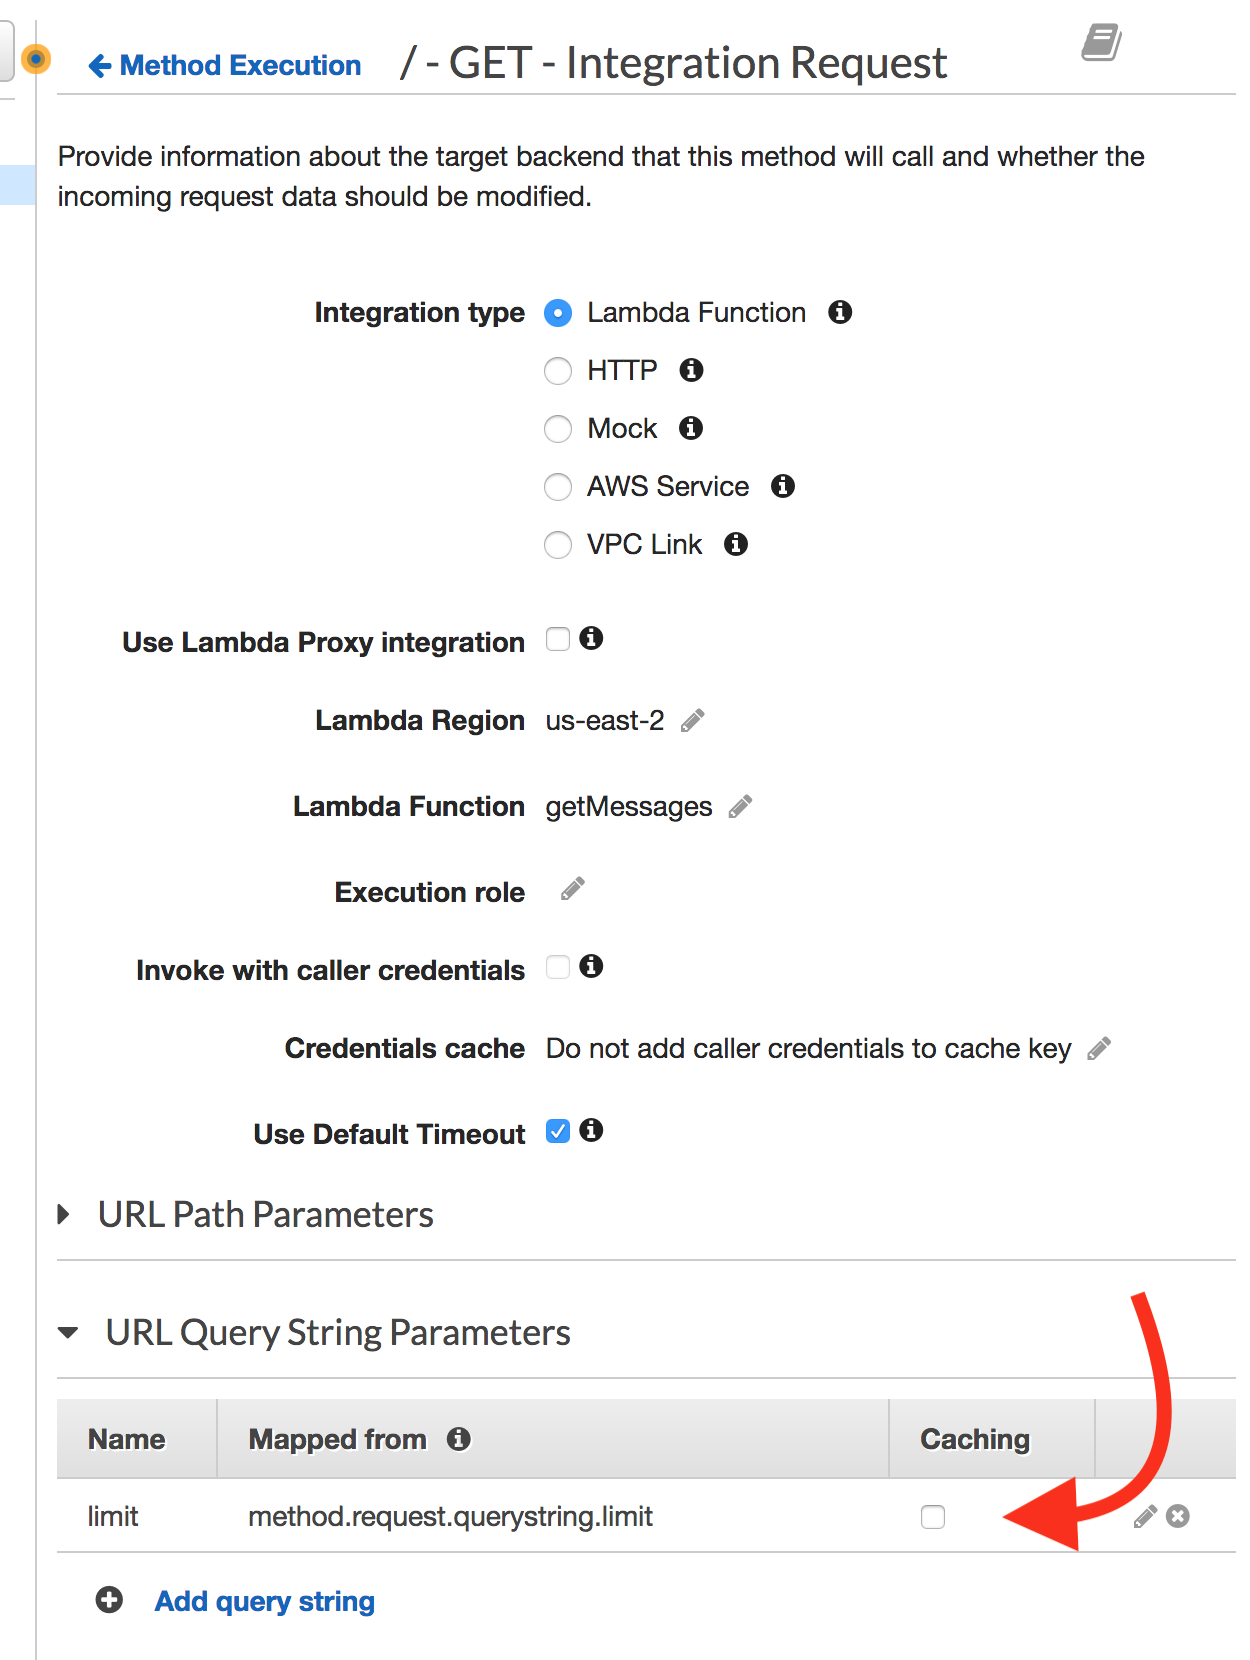 Method Execution / - GET - Integration Request
Provide information about the target backend that this method will call and whether the
incoming request data should be modified.
Integration type Lambda Function
HTTP
Mock
AWS Service
VPC Link
Use Lambda Proxy integration
Lambda Region us-east-2
Lambda Function getMessages
Execution role
Invoke with caller credentials
Credentials cache Do not add caller credentials to cache key
Use Default Timeout
URL Path Parameters
URL Query String Parameters
Name Mapped from Caching
limit method.request.querystring.limit
Add query string